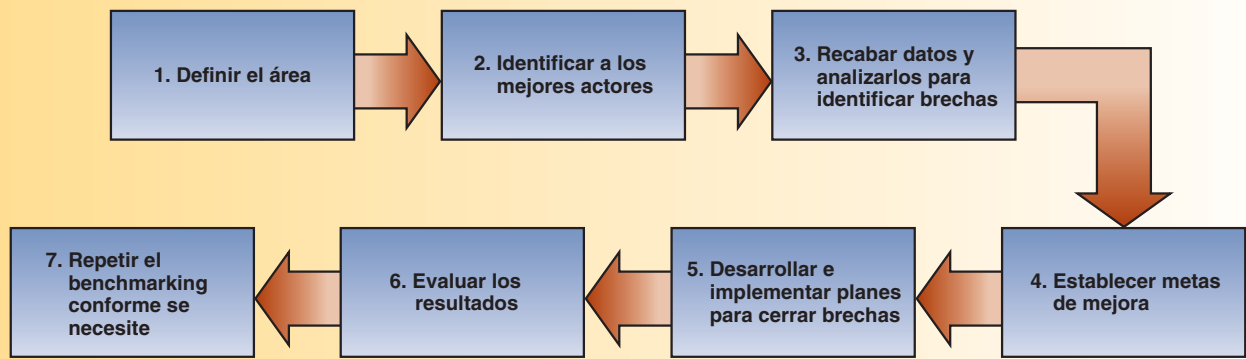 1. Definir el área
2. Identificar a los
mejores actores
3. Recabar datos y
analizarlos para
identificar brechas
4. Establecer metas
de mejora
5. Desarrollar e
implementar planes
para cerrar brechas
6. Evaluar los
resultados
7. Repetir el
benchmarking
conforme se
necesite